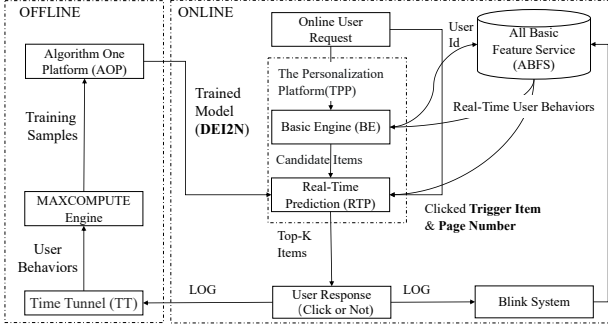 OFFLINE
ONLINE
Algorithm One
Platform (AOP)
Training
Samples
MAXCOMPUTE
Engine
User
Behaviors
Time Tunnel (TT)
Trained
Model
(DEI2N)
Online User
Request
The Personalization
Platform(TPP)
Basic Engine (BE)
Candidate Items
Real-Time
Prediction (RTP)
Top-K
Items
User Response
(Click or Not)
LOG
LOG
User
Id
All Basic
Feature Service
(ABFS)
Real-Time User Behaviors
Clicked Trigger Item
& Page Number
Blink System